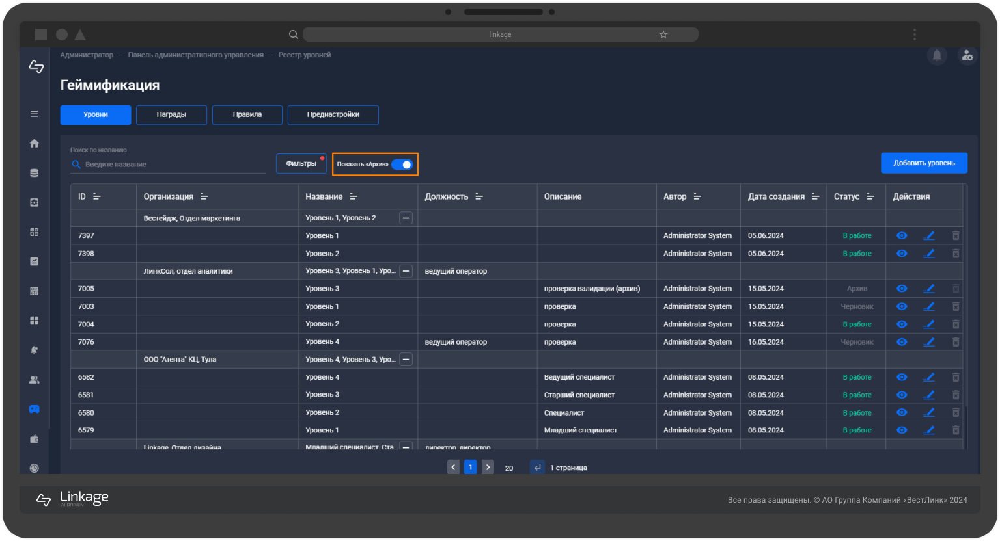 linkage
Администратор – Панель административного управления – Реестр уровней
Геймификация
Уровни Награды Правила Преднастройки
Поиск по названию
Введите название Фильтры Показать «Архив» Добавить уровень
ID Организация Название Должность Описание Автор Дата создания Статус Действия
Вестейдж, Отдел маркетинга Уровень 1, Уровень 2
7397 Уровень 1 Administrator System 05.06.2024 В работе
7398 Уровень 2 Administrator System 05.06.2024 В работе
ЛинкСол, отдел аналитики Уровень 3, Уровень 1, Уро... ведущий оператор
7005 Уровень 3 проверка валидации (архив) Administrator System 15.05.2024 Архив
7003 Уровень 1 проверка Administrator System 15.05.2024 Черновик
7004 Уровень 2 проверка Administrator System 15.05.2024 В работе
7076 Уровень 4 ведущий оператор проверка Administrator System 16.05.2024 Черновик
ООО "Атента" КЦ, Тула Уровень 4, Уровень 3, Уро...
6582 Уровень 4 Ведущий специалист Administrator System 08.05.2024 В работе
6581 Уровень 3 Старший специалист Administrator System 08.05.2024 В работе
6580 Уровень 2 Специалист Administrator System 08.05.2024 В работе
6579 Уровень 1 Младший специалист Administrator System 08.05.2024 В работе
Linkage, Отдел дизайна Младший специалист, Ста... директор, директор
1 20 1 страница
Linkage
AI DRIVEN
Все права защищены. © АО Группа Компаний «ВестЛинк» 2024